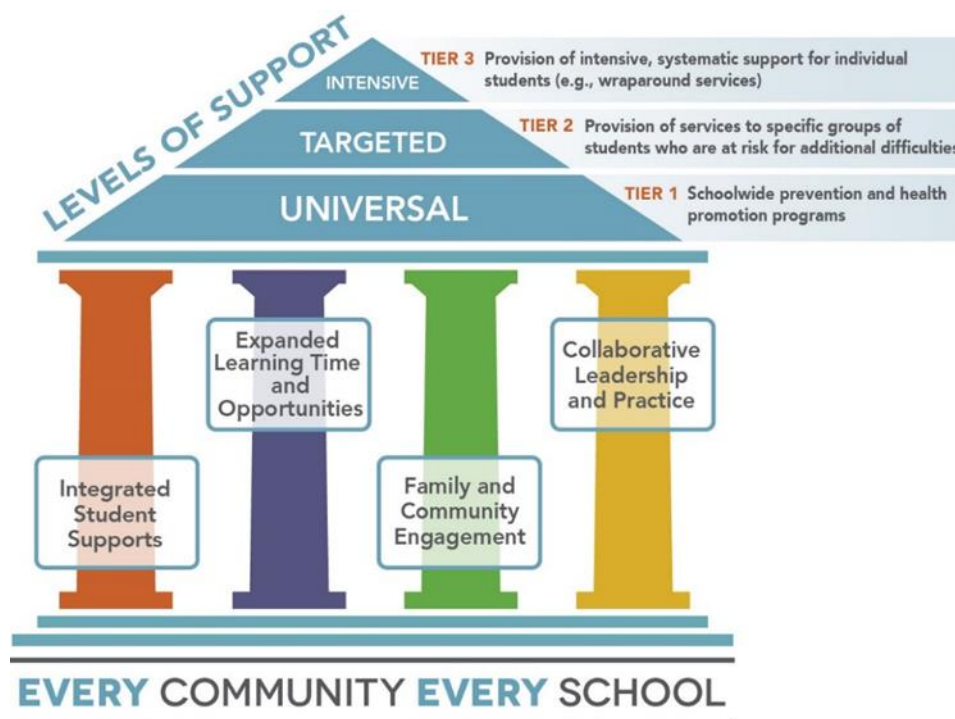 LEVELS OF SUPPORT
INTENSIVE
TIER 3 Provision of intensive, systematic support for individual
students (e.g., wraparound services)
TARGETED
TIER 2 Provision of services to specific groups of
students who are at risk for additional difficulties
UNIVERSAL
TIER 1 Schoolwide prevention and health
promotion programs
Integrated
Student
Supports
Expanded
Learning Time
and
Opportunities
Family and
Community
Engagement
Collaborative
Leadership
and Practice
EVERY COMMUNITY EVERY SCHOOL